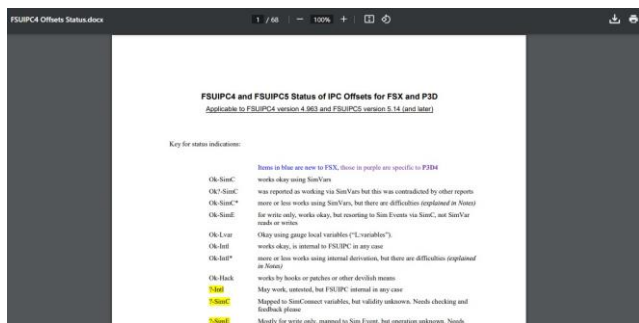 FSUIPC4 Offsets Status.docx
1 / 68
100%
FSUIPC4 and FSUIPC5 Status of IPC Offsets for FSX and P3D
Applicable to FSUIPC4 version 4.963 and FSUIPC5 version 5.14 (and later)
Key for status indications:
Items in blue are new to FSX, those in purple are specific to P3D4
Ok-SimC works okay using SimVars
Ok?-SimC was reported as working via SimVars but this was contradicted by other reports
Ok-SimC* more or less works using SimVars, but there are difficulties (explained in Notes)
Ok-SimE for write only, works okay, but resorting to Sim Events via SimC, not SimVar
reads or writes
Ok-Lvar Okay using gauge local variables ("L:variables").
Ok-Intl works okay, is internal to FSUIPC in any case
Ok-Intl* more or less works using internal derivation, but there are difficulties (explained
in Notes)
Ok-Hack works by hooks or patches or other devilish means
?-Intl May work, untested, but FSUIPC internal in any case
?-SimC Mapped to SimConnect variables, but validity unknown. Needs checking and
feedback please
?-SimE Mostly for write only, mapped to Sim Event, but operation unknown. Needs